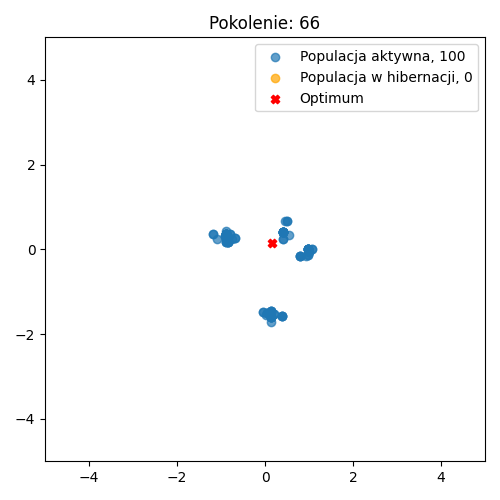 Pokolenie: 66
Populacja aktywna, 100
Populacja w hibernacji, 0
Optimum
4
2
0
−2
−4
−4 −2 0 2 4